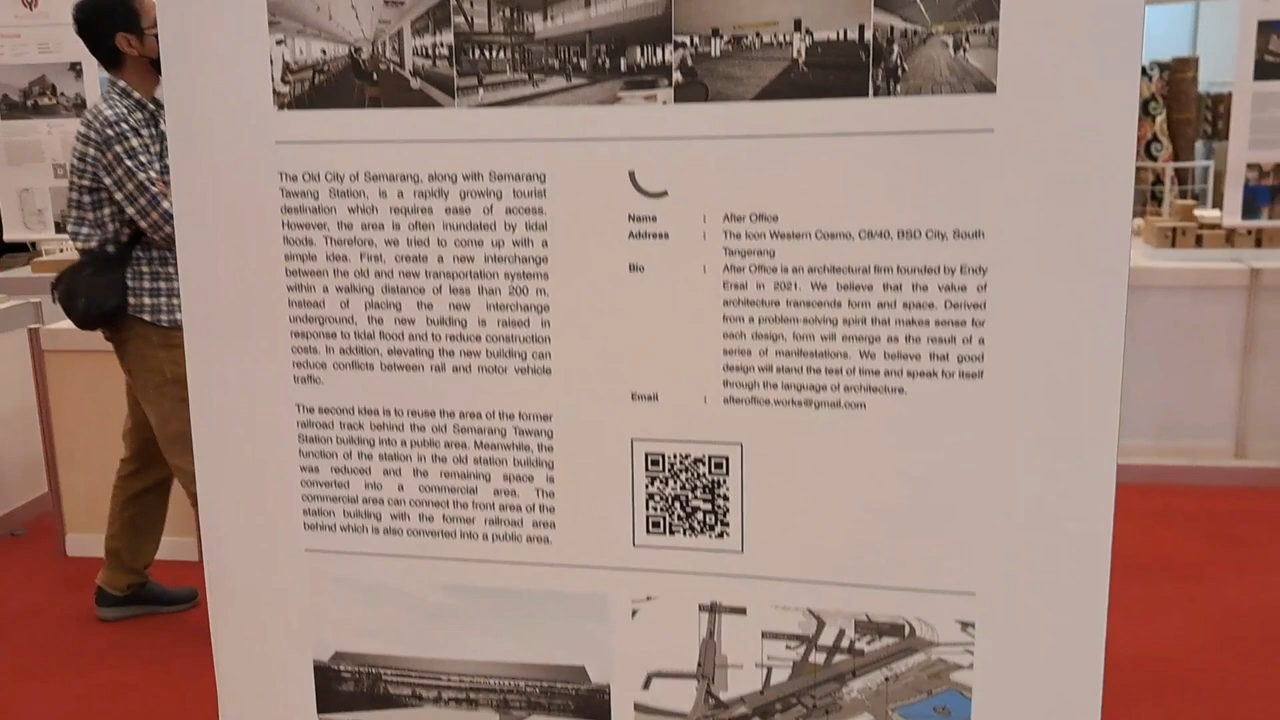 The Old City of Semarang, along with Semarang
Tawang Station, is a rapidly growing tourist
destination which requires ease of access.
However, the area is often inundated by tidal
floods. Therefore, we tried to come up with a
simple idea. First, create a new interchange
between the old and new transportation systems
within a walking distance of less than 200 m.
Instead of placing the new interchange
underground, the new building is raised in
response to tidal flood and to reduce construction
costs. In addition, elevating the new building can
reduce conflicts between rail and motor vehicle
traffic.
The second idea is to reuse the area of the former
railroad track behind the old Semarang Tawang
Station building into a public area. Meanwhile, the
function of the station in the old station building
was reduced and the remaining space is
converted into a commercial area. The
commercial area can connect the front area of the
station building with the former railroad area
behind which is also converted into a public area.
Name : After Office
Address : The Icon Western Cosmo, C8/40, BSD City, South
Tangerang
Bio : After Office is an architectural firm founded by Endy
Ersal in 2021. We believe that the value of
architecture transcends form and space. Derived
from a problem-solving spirit that makes sense for
each design, form will emerge as the result of a
series of manifestations. We believe that good
design will stand the test of time and speak for itself
through the language of architecture.
Email : afteroffice.works@gmail.com